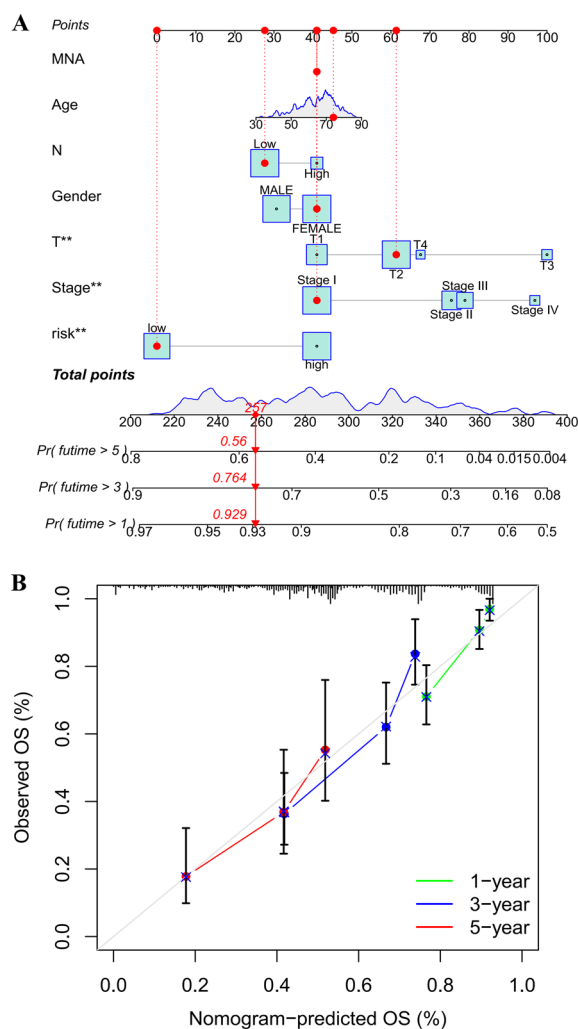 A
Points
0 10 20 30 40 50 60 70 80 90 100
MNA
Age
30 50 70 90
N
Low
High
Gender
MALE
FEMALE
T**
T1
T2
T4
T3
Stage**
Stage I
Stage II
Stage III
Stage IV
risk**
low
high
Total points
257
200 220 240 260 280 300 320 340 360 380 400
0.56
Pr( futime > 5 )
0.8 0.6 0.4 0.2 0.1 0.04 0.015 0.004
0.764
Pr( futime > 3 )
0.9 0.7 0.5 0.3 0.16 0.08
0.929
Pr( futime > 1 )
0.97 0.95 0.93 0.9 0.8 0.7 0.6 0.5
B
Observed OS (%)
1.0
0.8
0.6
0.4
0.2
0.0
1-year
3-year
5-year
0.0 0.2 0.4 0.6 0.8 1.0
Nomogram-predicted OS (%)